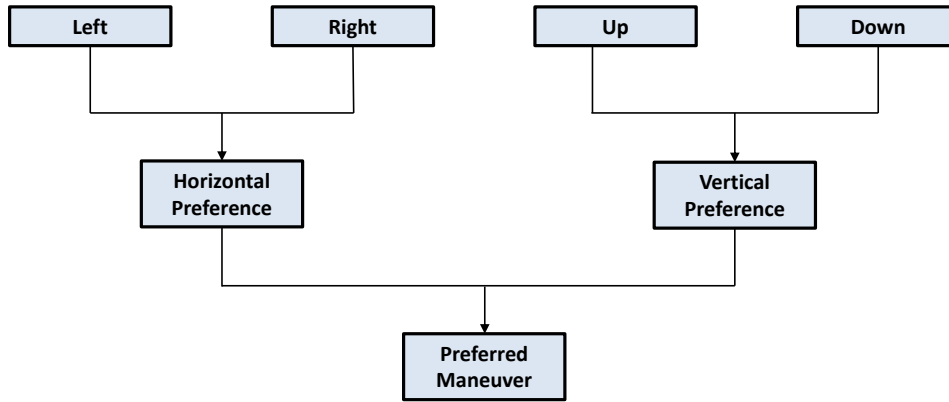 Left
Right
Up
Down
Horizontal
Preference
Vertical
Preference
Preferred
Maneuver